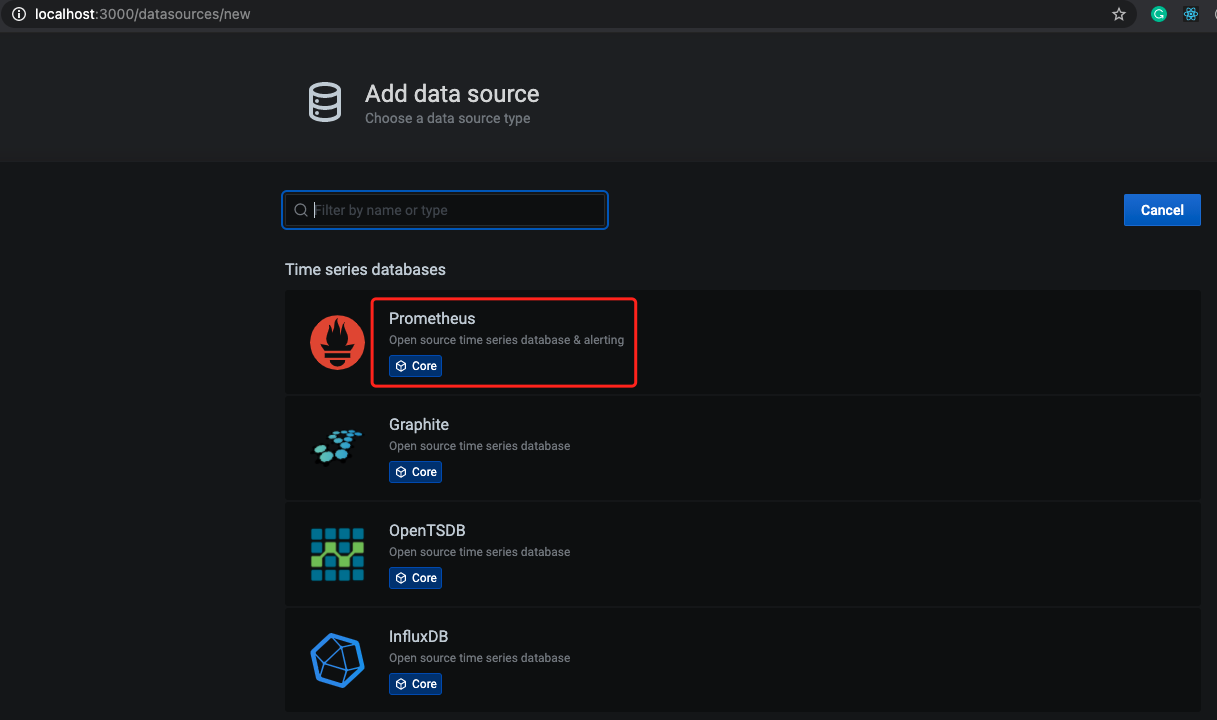 localhost:3000/datasources/new
Add data source
Choose a data source type
Filter by name or type
Cancel
Time series databases
Prometheus
Open source time series database & alerting
Core
Graphite
Open source time series database
Core
OpenTSDB
Open source time series database
Core
InfluxDB
Open source time series database
Core